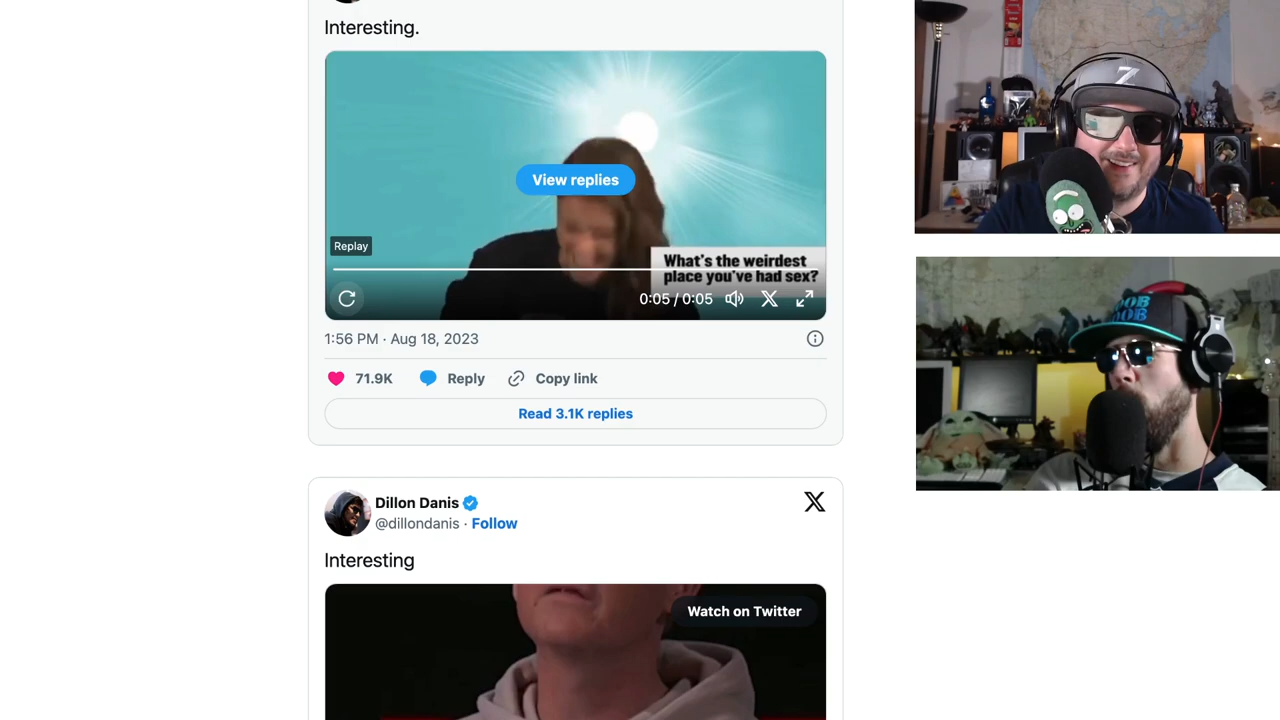 Interesting.
View replies
Replay
What's the weirdest
place you've had sex?
0:05 / 0:05
1:56 PM · Aug 18, 2023
71.9K Reply Copy link
Read 3.1K replies
Dillon Danis
@dillondanis · Follow
Interesting
Watch on Twitter
Z